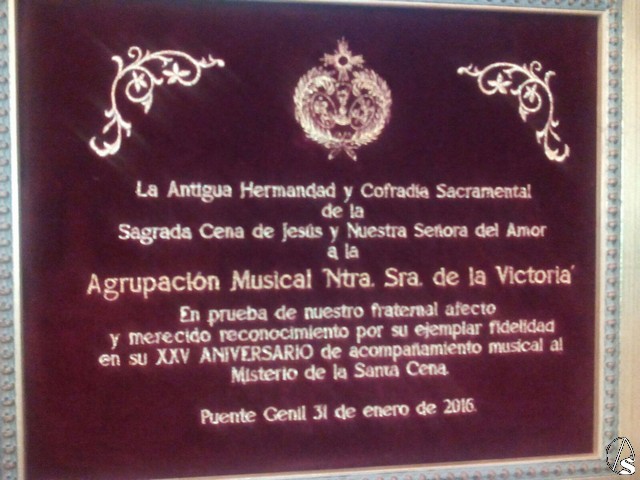 La Antigua Hermandad y Cofradía Sacramental
de la
Sagrada Cena de Jesús y Nuestra Señora del Amor
a la
Agrupación Musical 'Ntra. Sra. de la Victoria'
En prueba de nuestro fraternal afecto
y merecido reconocimiento por su ejemplar fidelidad
en su XXV ANIVERSARIO de acompañamiento musical al
Misterio de la Santa Cena.
Puente Genil 31 de enero de 2016.